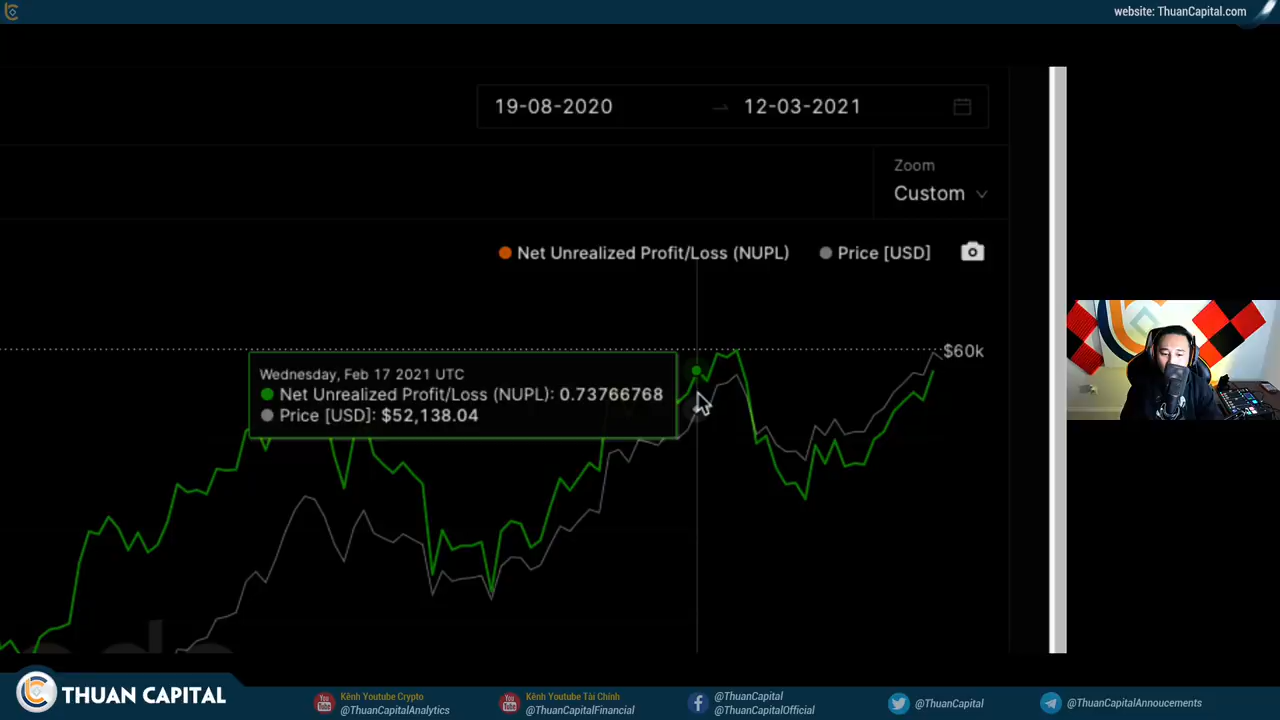 website: ThuanCapital.com
19-08-2020 → 12-03-2021
Zoom
Custom
Net Unrealized Profit/Loss (NUPL) Price [USD]
$60k
Wednesday, Feb 17 2021 UTC
Net Unrealized Profit/Loss (NUPL): 0.73766768
Price [USD]: $52,138.04
THUAN CAPITAL
Kênh Youtube Crypto
@ThuanCapitalAnalytics
Kênh Youtube Tài Chính
@ThuanCapitalFinancial
@ThuanCapital
@ThuanCapitalOfficial
@ThuanCapital
@ThuanCapitalAnnoucements